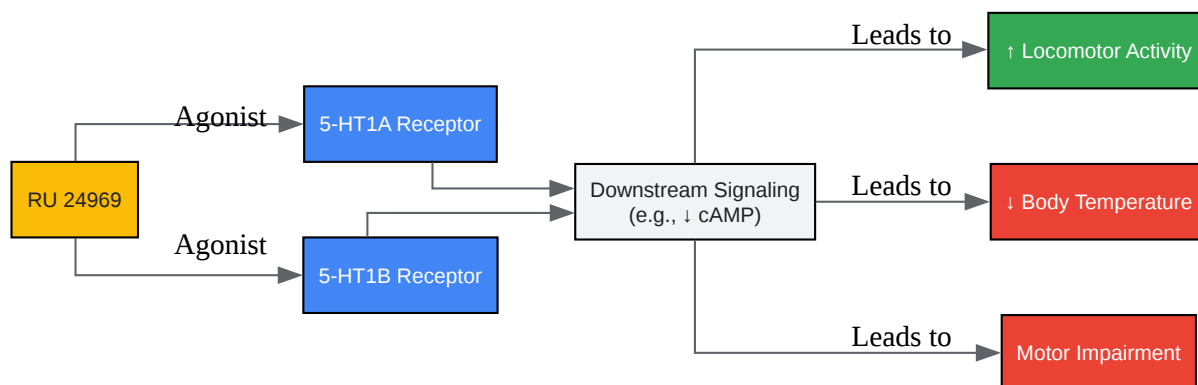 Leads to
↑ Locomotor Activity
Agonist
5-HT1A Receptor
RU 24969
Downstream Signaling
(e.g., ↓ cAMP)
Leads to
↓ Body Temperature
Agonist
5-HT1B Receptor
Leads to
Motor Impairment